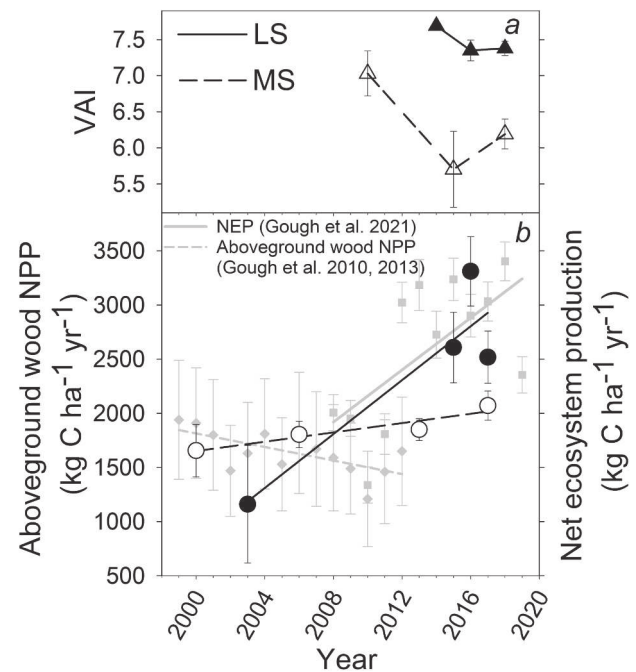 a
7.5
7.0
6.5
6.0
5.5
VAI
LS
MS
b
NEP (Gough et al. 2021)
Aboveground wood NPP
(Gough et al. 2010, 2013)
3500
3000
2500
2000
1500
1000
500
Aboveground wood NPP
(kg C ha⁻¹ yr⁻¹)
Net ecosystem production
(kg C ha⁻¹ yr⁻¹)
2000
2004
2008
2012
2016
2020
Year